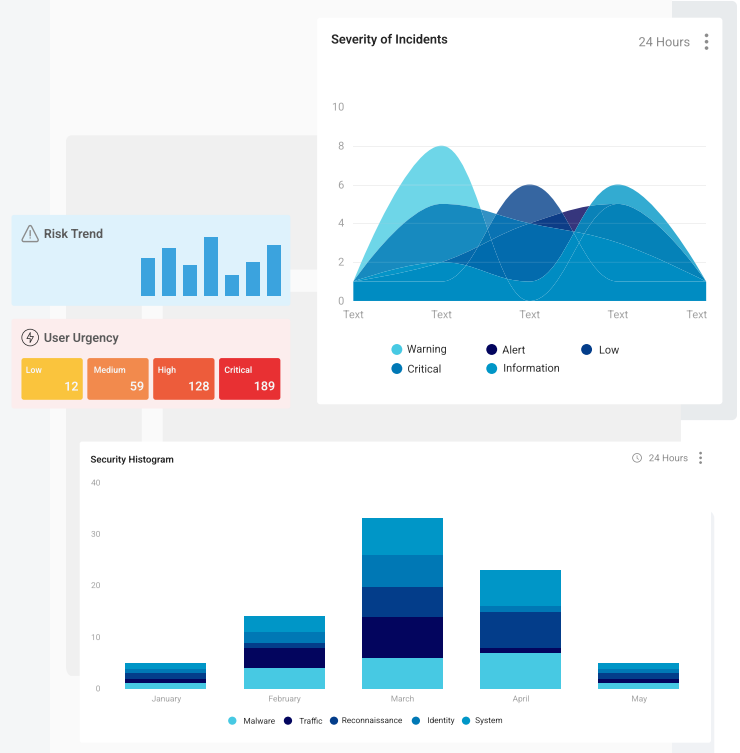 Severity of Incidents
24 Hours
10
8
6
4
2
0
Text Text Text Text Text
Warning Alert Low
Critical Information
Risk Trend
User Urgency
Low Medium High Critical
12 59 128 189
Security Histogram
24 Hours
40
30
20
10
0
January February March April May
Malware Traffic Reconnaissance Identity System